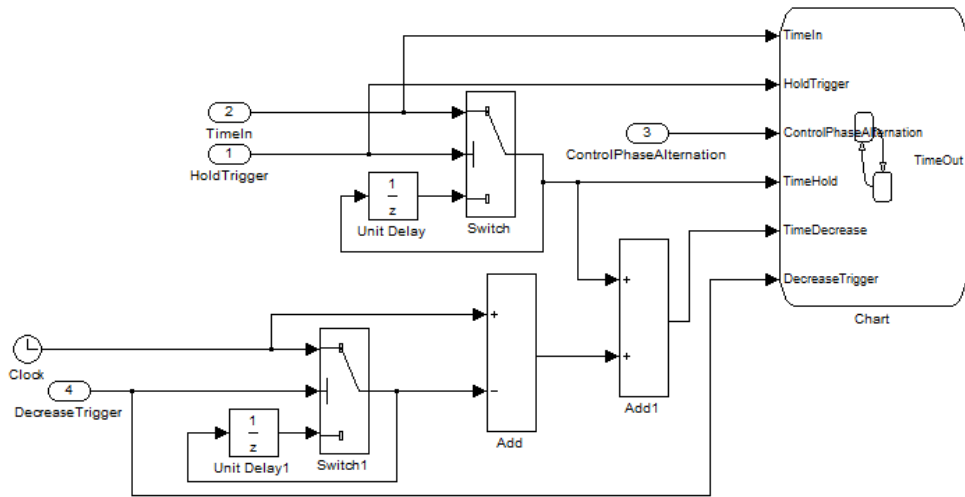 TimeIn
HoldTrigger
2
TimeIn
3
ControlPhaseAlternation
ControlPhaseAlternation
TimeOut
1
HoldTrigger
1
z
Unit Delay
Switch
TimeHold
TimeDecrease
+
+
DecreaseTrigger
Chart
+
Clock
4
DecreaseTrigger
-
Add1
1
z
Unit Delay1
Switch1
Add